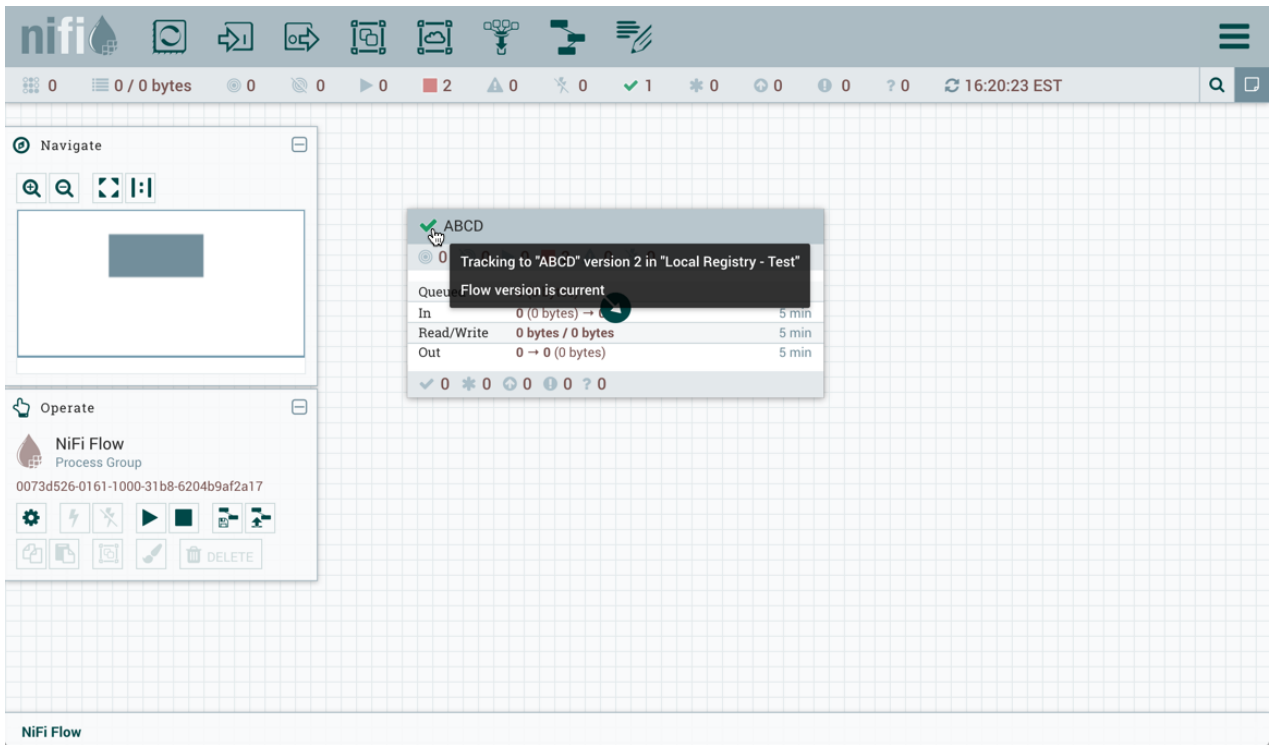 nifi
0 0 / 0 bytes 0 0 0 2 0 0 1 0 0 0 ? 0 16:20:23 EST
Navigate
ABCD
0
Tracking to "ABCD" version 2 in "Local Registry - Test"
Flow version is current
Queued
In 0 (0 bytes) → 5 min
Read/Write 0 bytes / 0 bytes 5 min
Out 0 → 0 (0 bytes) 5 min
0 0 0 0 ? 0
Operate
NiFi Flow
Process Group
0073d526-0161-1000-31b8-6204b9af2a17
DELETE
NiFi Flow